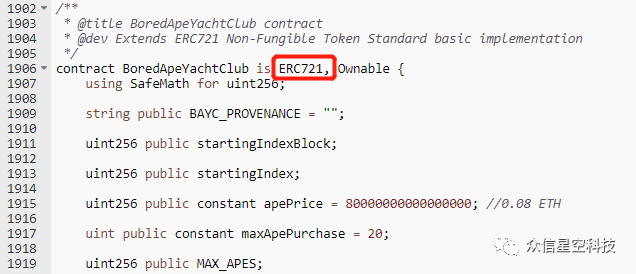 1902 /**
1903 * @title BoredApeYachtClub contract
1904 * @dev Extends ERC721 Non-Fungible Token Standard basic implementation
1905 */
1906 contract BoredApeYachtClub is ERC721, Ownable {
1907 using SafeMath for uint256;
1908
1909 string public BAYC_PROVENANCE = "";
1910
1911 uint256 public startingIndexBlock;
1912
1913 uint256 public startingIndex;
1914
1915 uint256 public constant apePrice = 80000000000000000; //0.08 ETH
1916
1917 uint public constant maxApePurchase = 20;
1918
1919 uint256 public MAX_APES;
众信星空科技